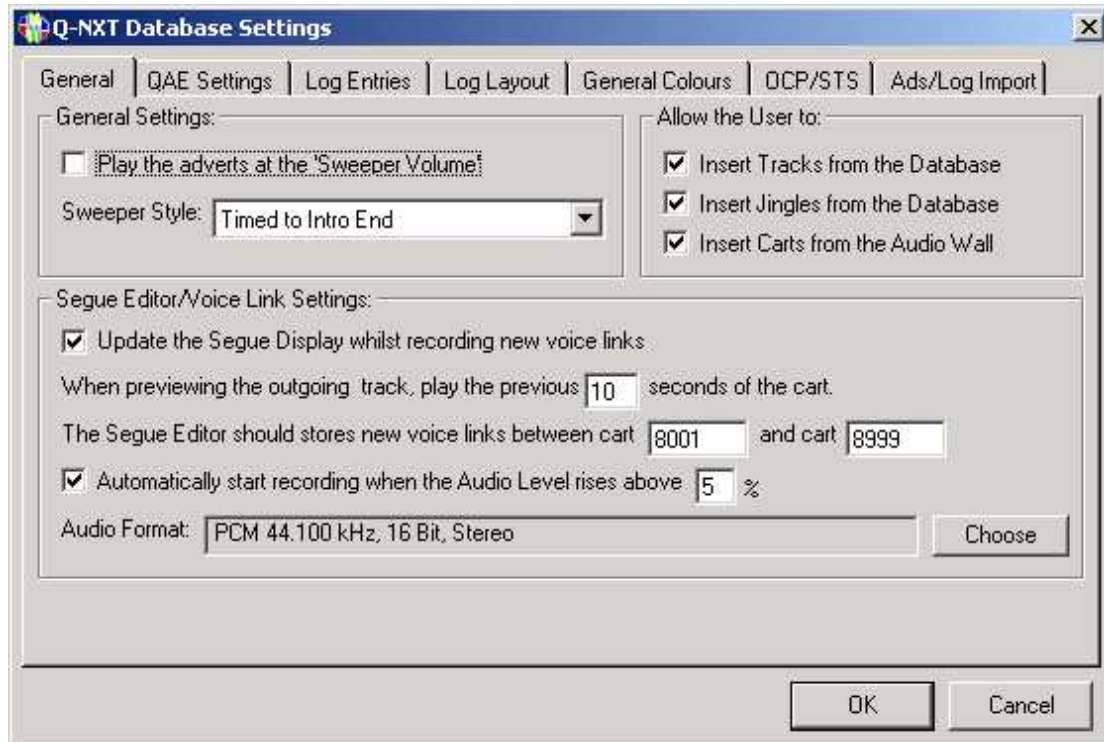 Q-NXT Database Settings
General QAE Settings Log Entries Log Layout General Colours OCP/STS Ads/Log Import
General Settings:
Play the adverts at the 'Sweeper Volume'
Sweeper Style: Timed to Intro End
Allow the User to:
Insert Tracks from the Database
Insert Jingles from the Database
Insert Carts from the Audio Wall
Segue Editor/Voice Link Settings:
Update the Segue Display whilst recording new voice links
When previewing the outgoing track, play the previous 10 seconds of the cart.
The Segue Editor should stores new voice links between cart 8001 and cart 8999
Automatically start recording when the Audio Level rises above 5 %
Audio Format: PCM 44.100 kHz, 16 Bit, Stereo Choose
OK Cancel